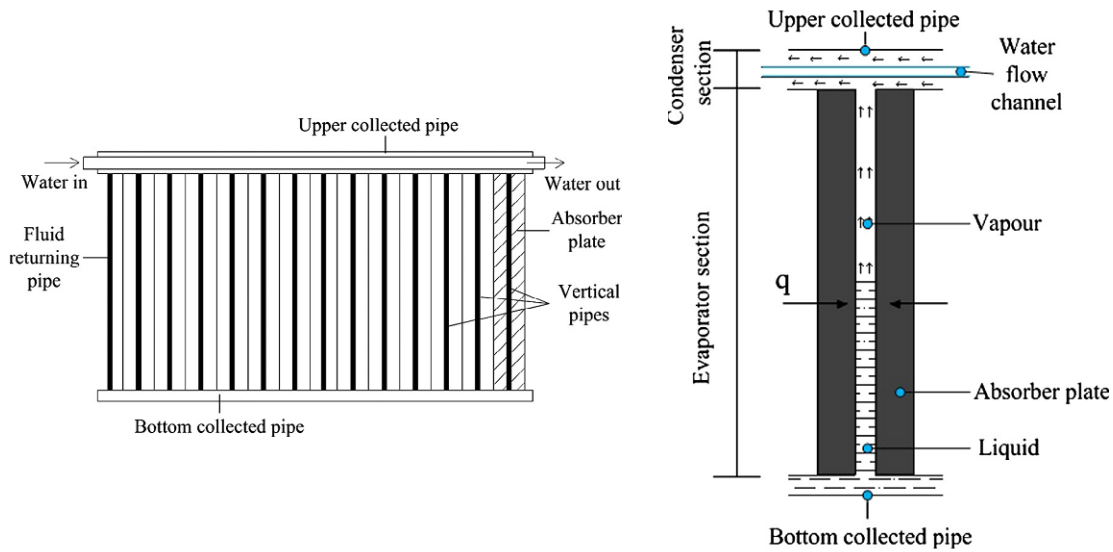 Upper collected pipe
Water in
Water out
Fluid
returning
pipe
Absorber
plate
Vertical
pipes
Bottom collected pipe
Upper collected pipe
Water
flow
channel
Condenser
section
Evaporator section
Vapour
q
Absorber plate
Liquid
Bottom collected pipe